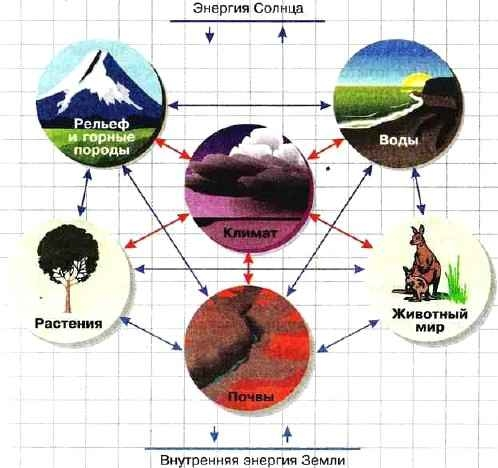 Энергия Солнца
Рельеф
и горные
породы
Воды
Климат
Растения
Животный
мир
Почвы
Внутренняя энергия Земли